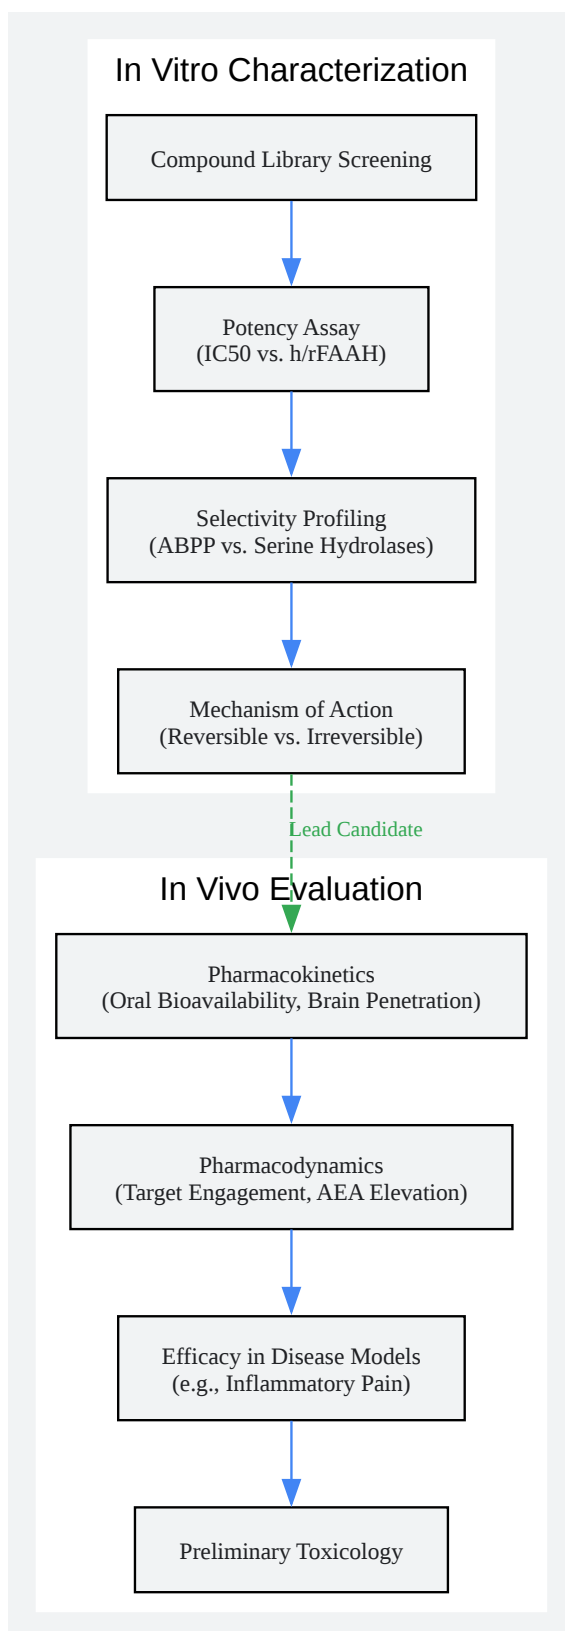 In Vitro Characterization
Compound Library Screening
Potency Assay
(IC50 vs. h/rFAAH)
Selectivity Profiling
(ABPP vs. Serine Hydrolases)
Mechanism of Action
(Reversible vs. Irreversible)
Lead Candidate
In Vivo Evaluation
Pharmacokinetics
(Oral Bioavailability, Brain Penetration)
Pharmacodynamics
(Target Engagement, AEA Elevation)
Efficacy in Disease Models
(e.g., Inflammatory Pain)
Preliminary Toxicology